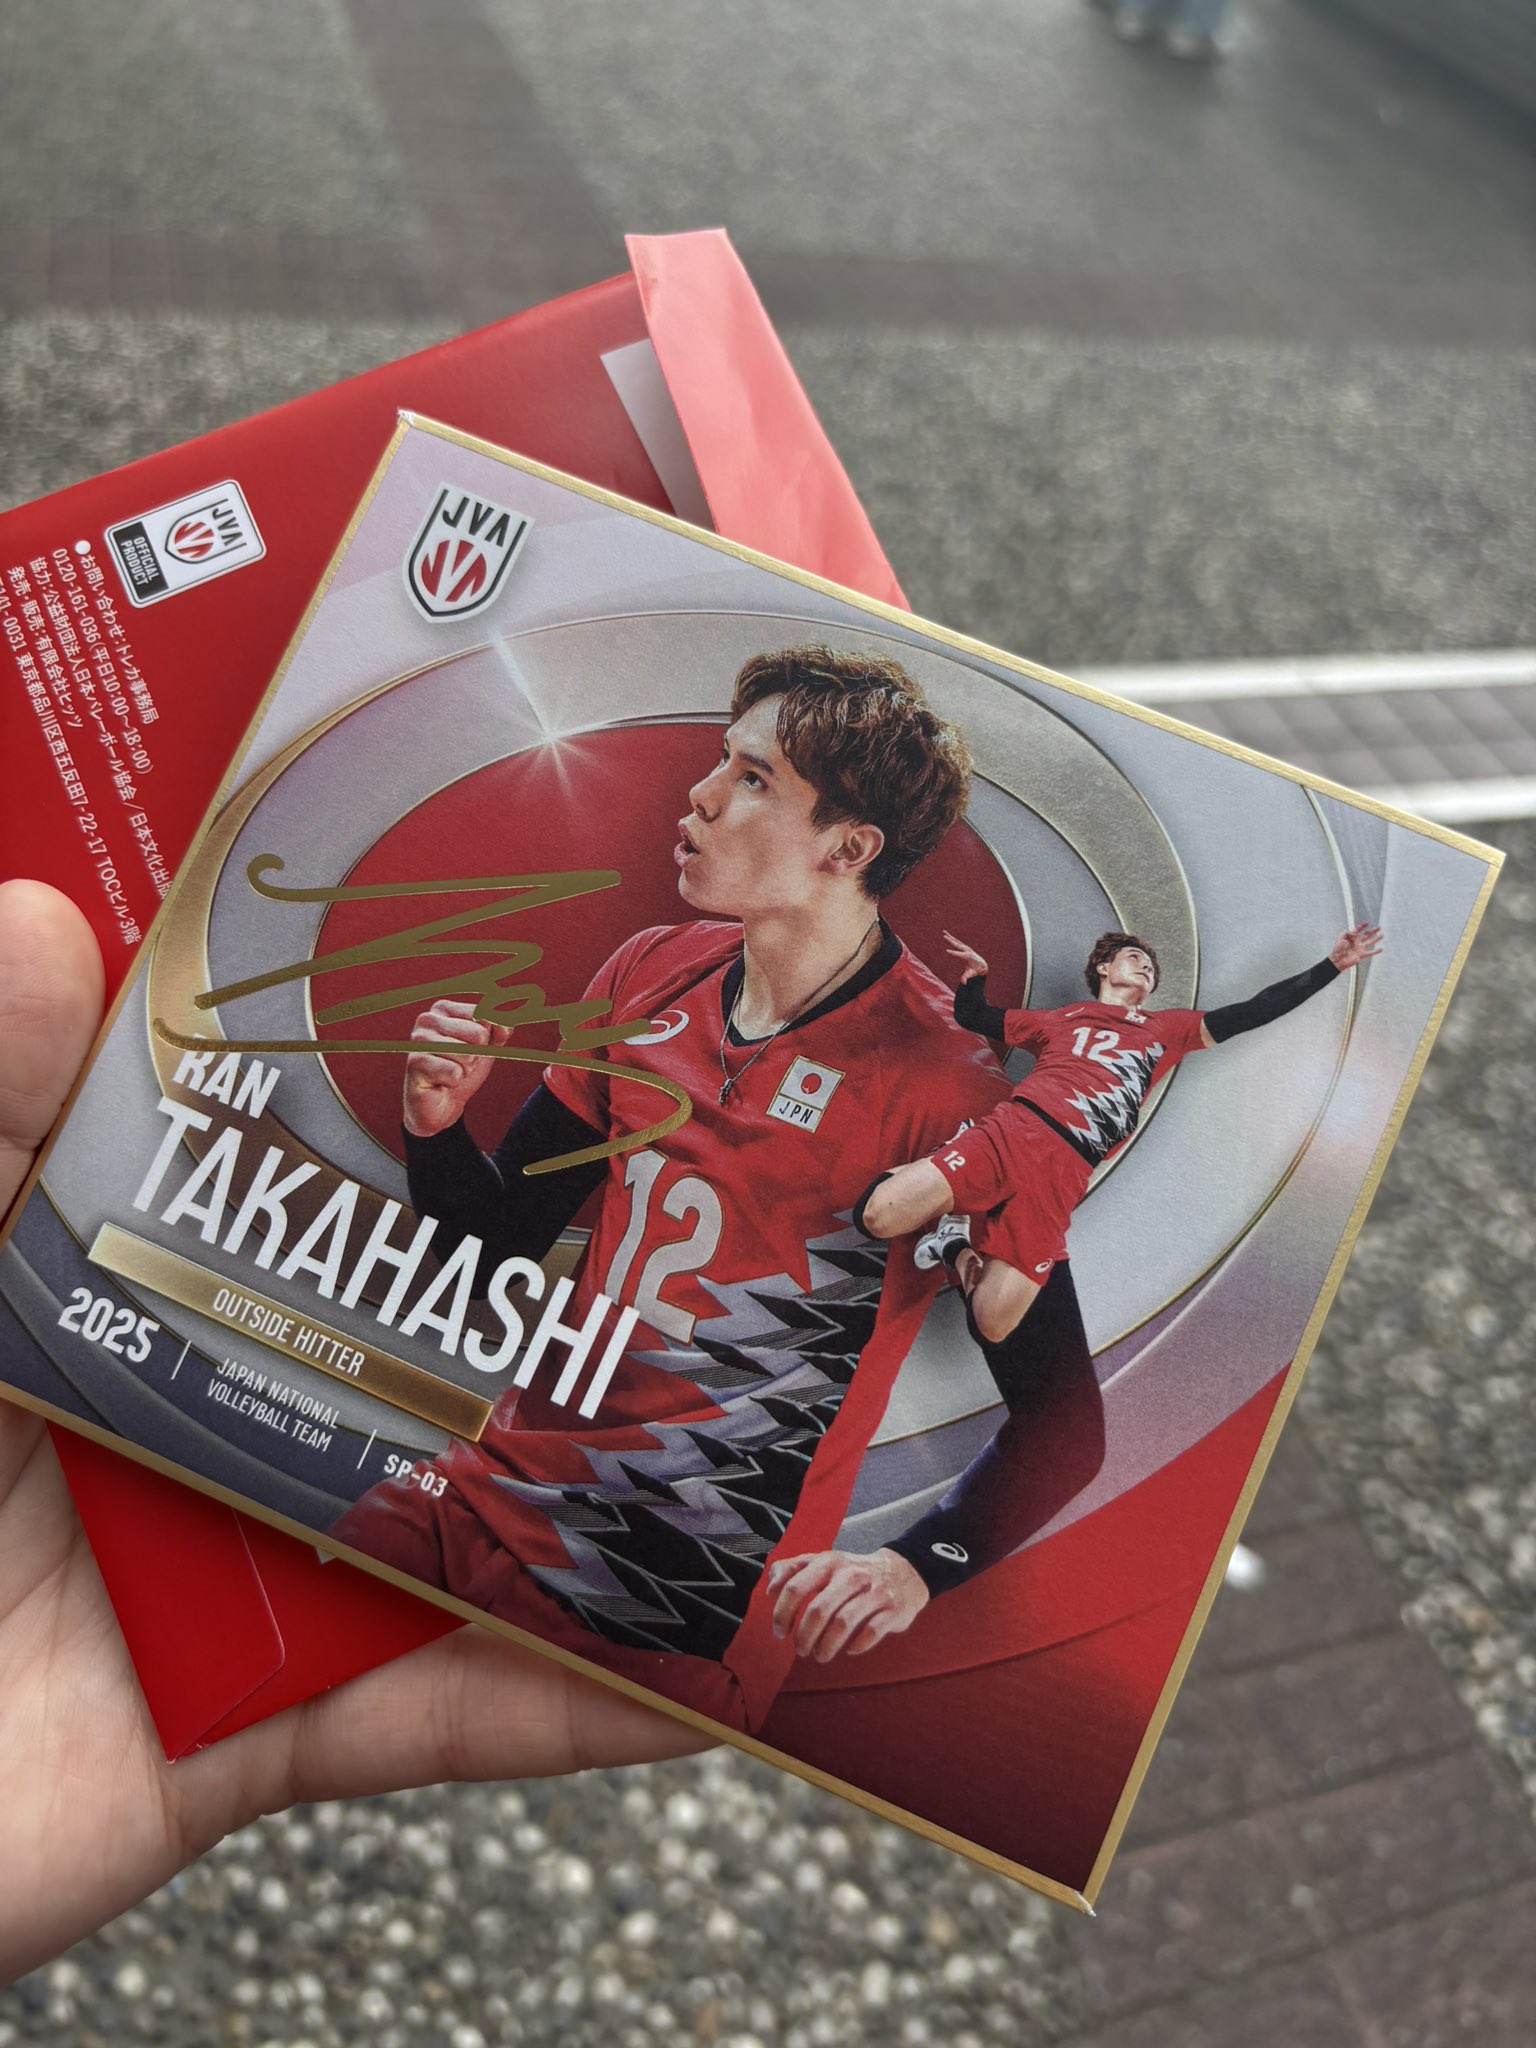 JVA
OFFICIAL
PRODUCT
●お問い合わせ:トレカ事務局
0120-161-036(平日10:00~18:00)
協力:公益財団法人日本バレーボール協会/日本文化出版
発売・販売:有限会社ヒッツ
141-0031 東京都品川区西五反田7-22-17 TOCビル3階
JVA
12
JPN
12
12
RAN
TAKAHASHI
OUTSIDE HITTER
2025
JAPAN NATIONAL
VOLLEYBALL TEAM
SP-03